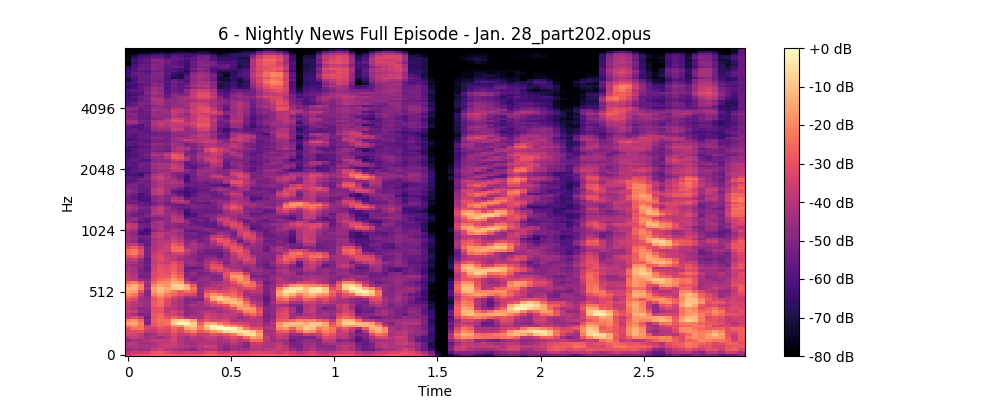 6 - Nightly News Full Episode - Jan. 28_part202.opus
Hz
4096
2048
1024
512
0
0
0.5
1
1.5
2
2.5
Time
+0 dB
-10 dB
-20 dB
-30 dB
-40 dB
-50 dB
-60 dB
-70 dB
-80 dB